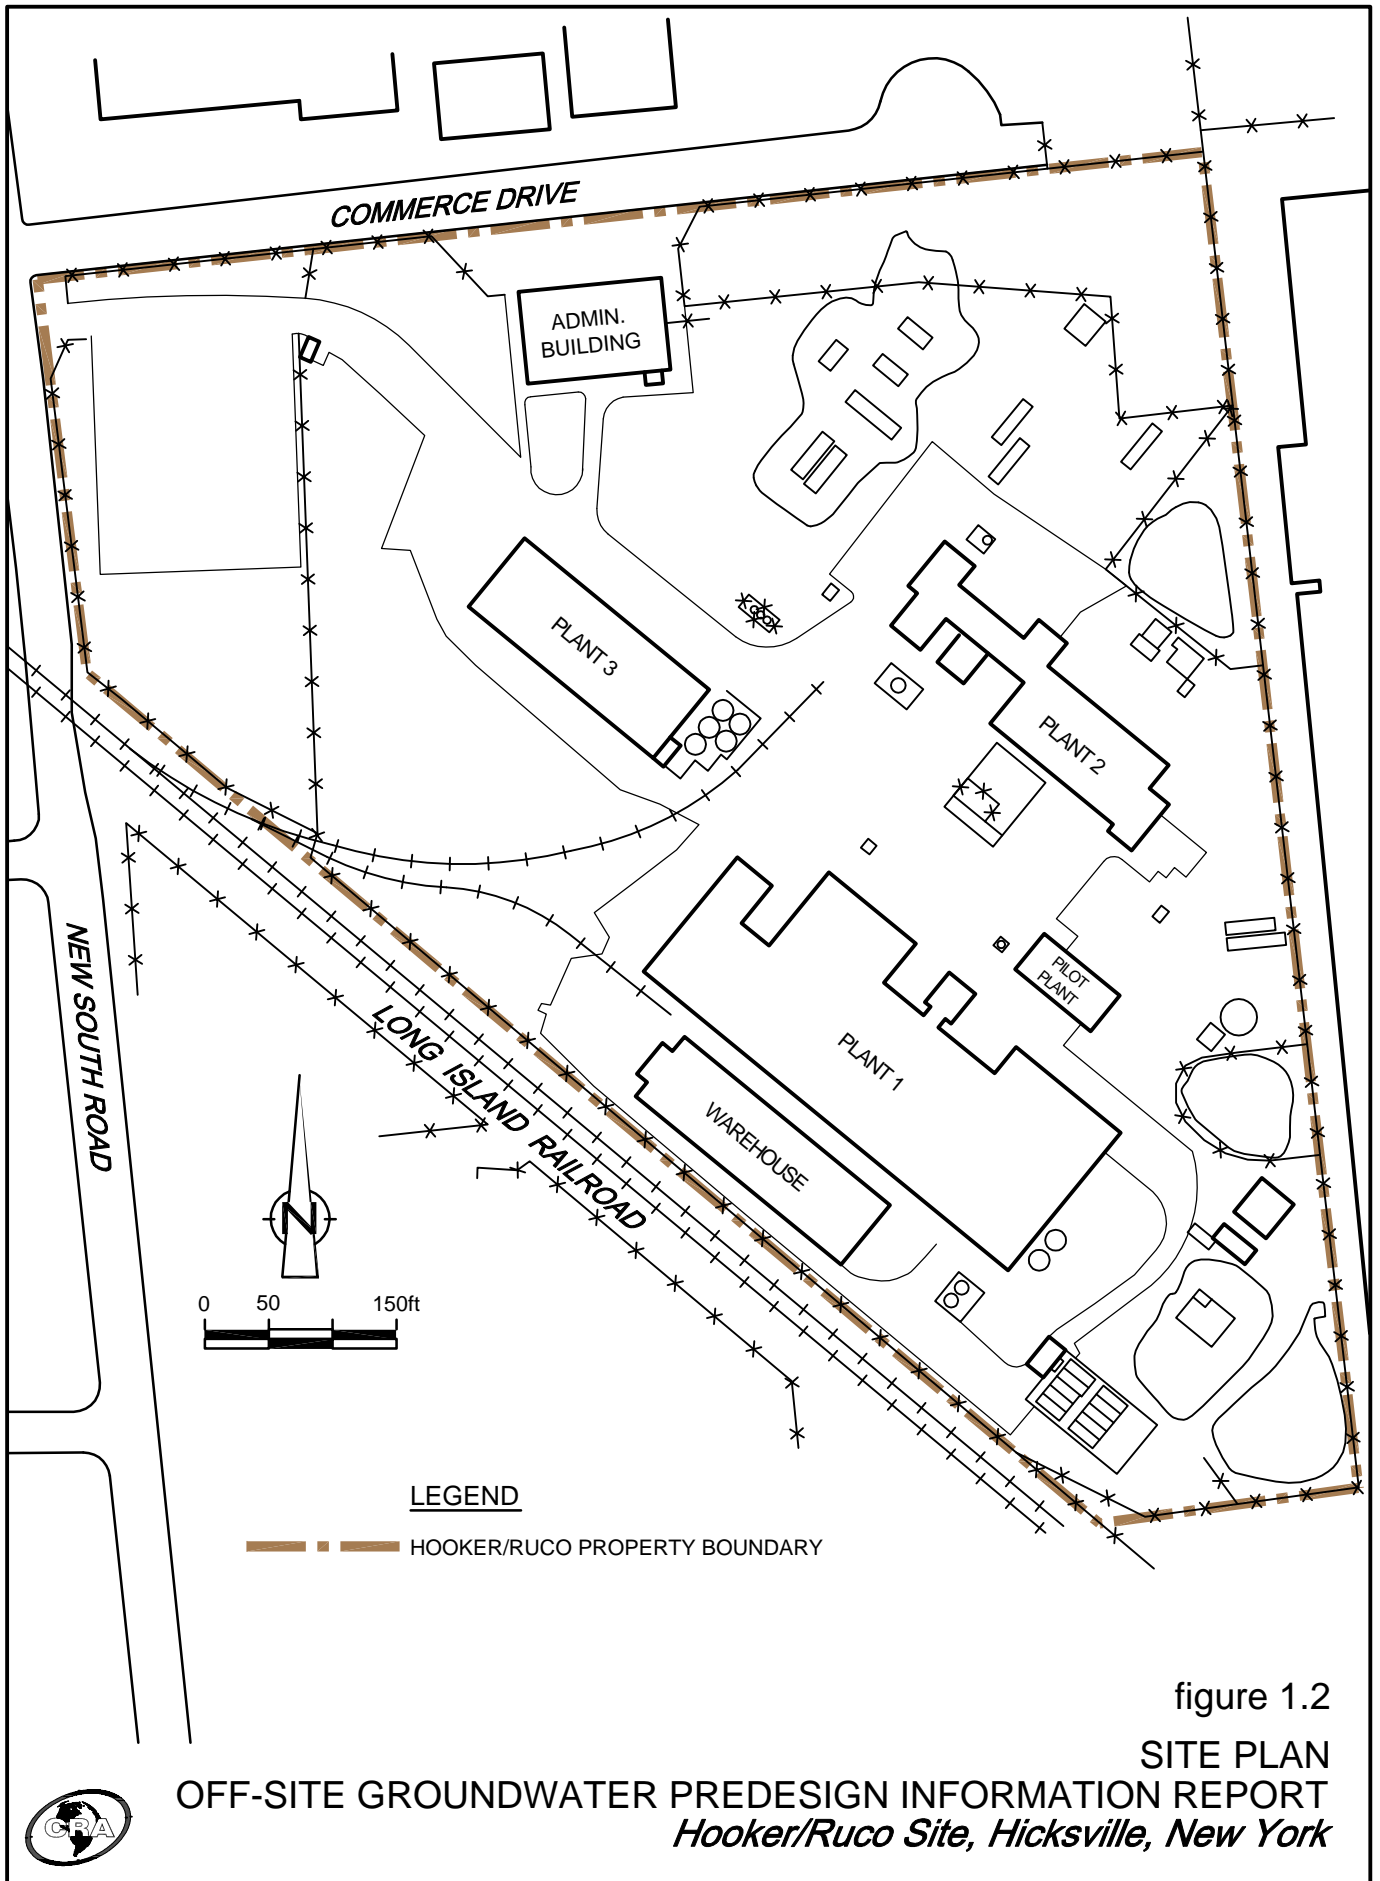 COMMERCE DRIVE
ADMIN.
BUILDING
PLANT 3
PLANT 2
PILOT
PLANT
PLANT 1
WAREHOUSE
NEW SOUTH ROAD
LONG ISLAND RAILROAD
N
0 50 150ft
LEGEND
HOOKER/RUCO PROPERTY BOUNDARY
figure 1.2
SITE PLAN
OFF-SITE GROUNDWATER PREDESIGN INFORMATION REPORT
Hooker/Ruco Site, Hicksville, New York
CRA